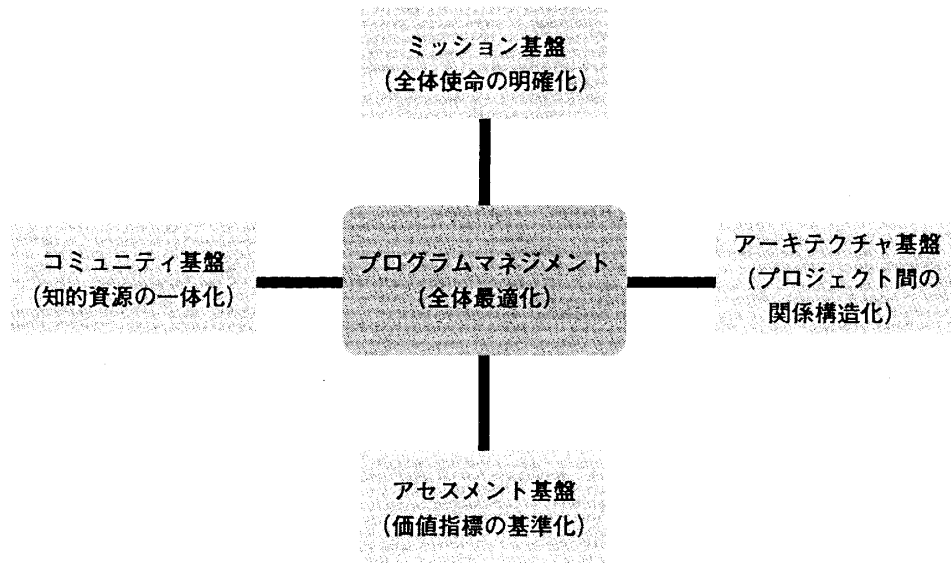 ミッション基盤
(全体使命の明確化)
コミュニティ基盤
(知的資源の一体化)
プログラムマネジメント
(全体最適化)
アーキテクチャ基盤
(プロジェクト間の
関係構造化)
アセスメント基盤
(価値指標の基準化)